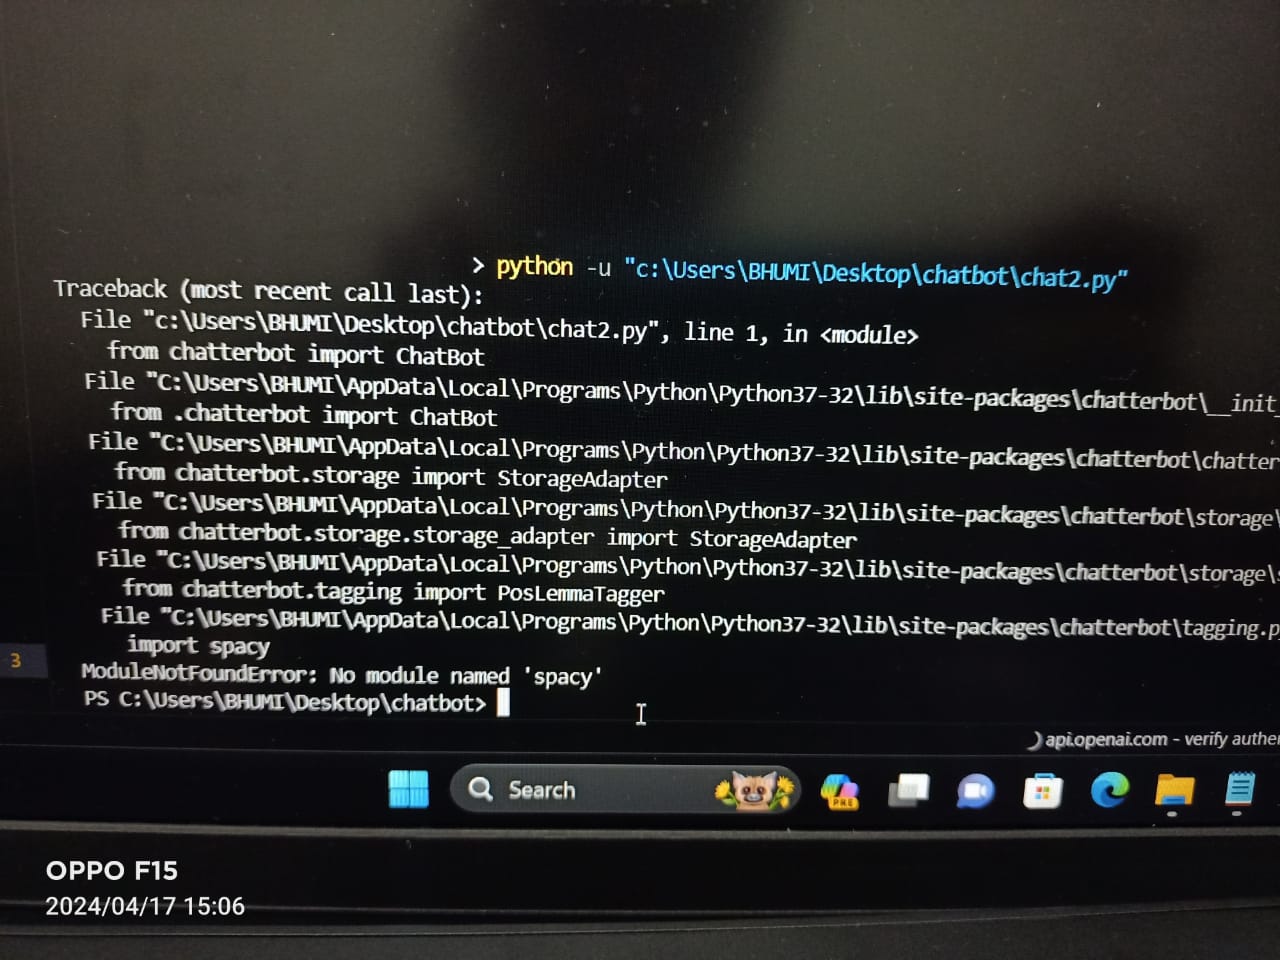 > python -u "c:\Users\BHUMI\Desktop\chatbot\chat2.py"
Traceback (most recent call last):
File "c:\Users\BHUMI\Desktop\chatbot\chat2.py", line 1, in <module>
from chatterbot import ChatBot
File "C:\Users\BHUMI\AppData\Local\Programs\Python\Python37-32\lib\site-packages\chatterbot\__init_
from .chatterbot import ChatBot
File "C:\Users\BHUMI\AppData\Local\Programs\Python\Python37-32\lib\site-packages\chatterbot\chatter
from chatterbot.storage import StorageAdapter
File "C:\Users\BHUMI\AppData\Local\Programs\Python\Python37-32\lib\site-packages\chatterbot\storage\
from chatterbot.storage.storage_adapter import StorageAdapter
File "C:\Users\BHUMI\AppData\Local\Programs\Python\Python37-32\lib\site-packages\chatterbot\storage\s
from chatterbot.tagging import PosLemmaTagger
File "C:\Users\BHUMI\AppData\Local\Programs\Python\Python37-32\lib\site-packages\chatterbot\tagging.p
import spacy
3
ModuleNotFoundError: No module named 'spacy'
PS C:\Users\BHUMI\Desktop\chatbot>
api.openai.com - verify authe
Search
PRE
OPPO F15
2024/04/17 15:06